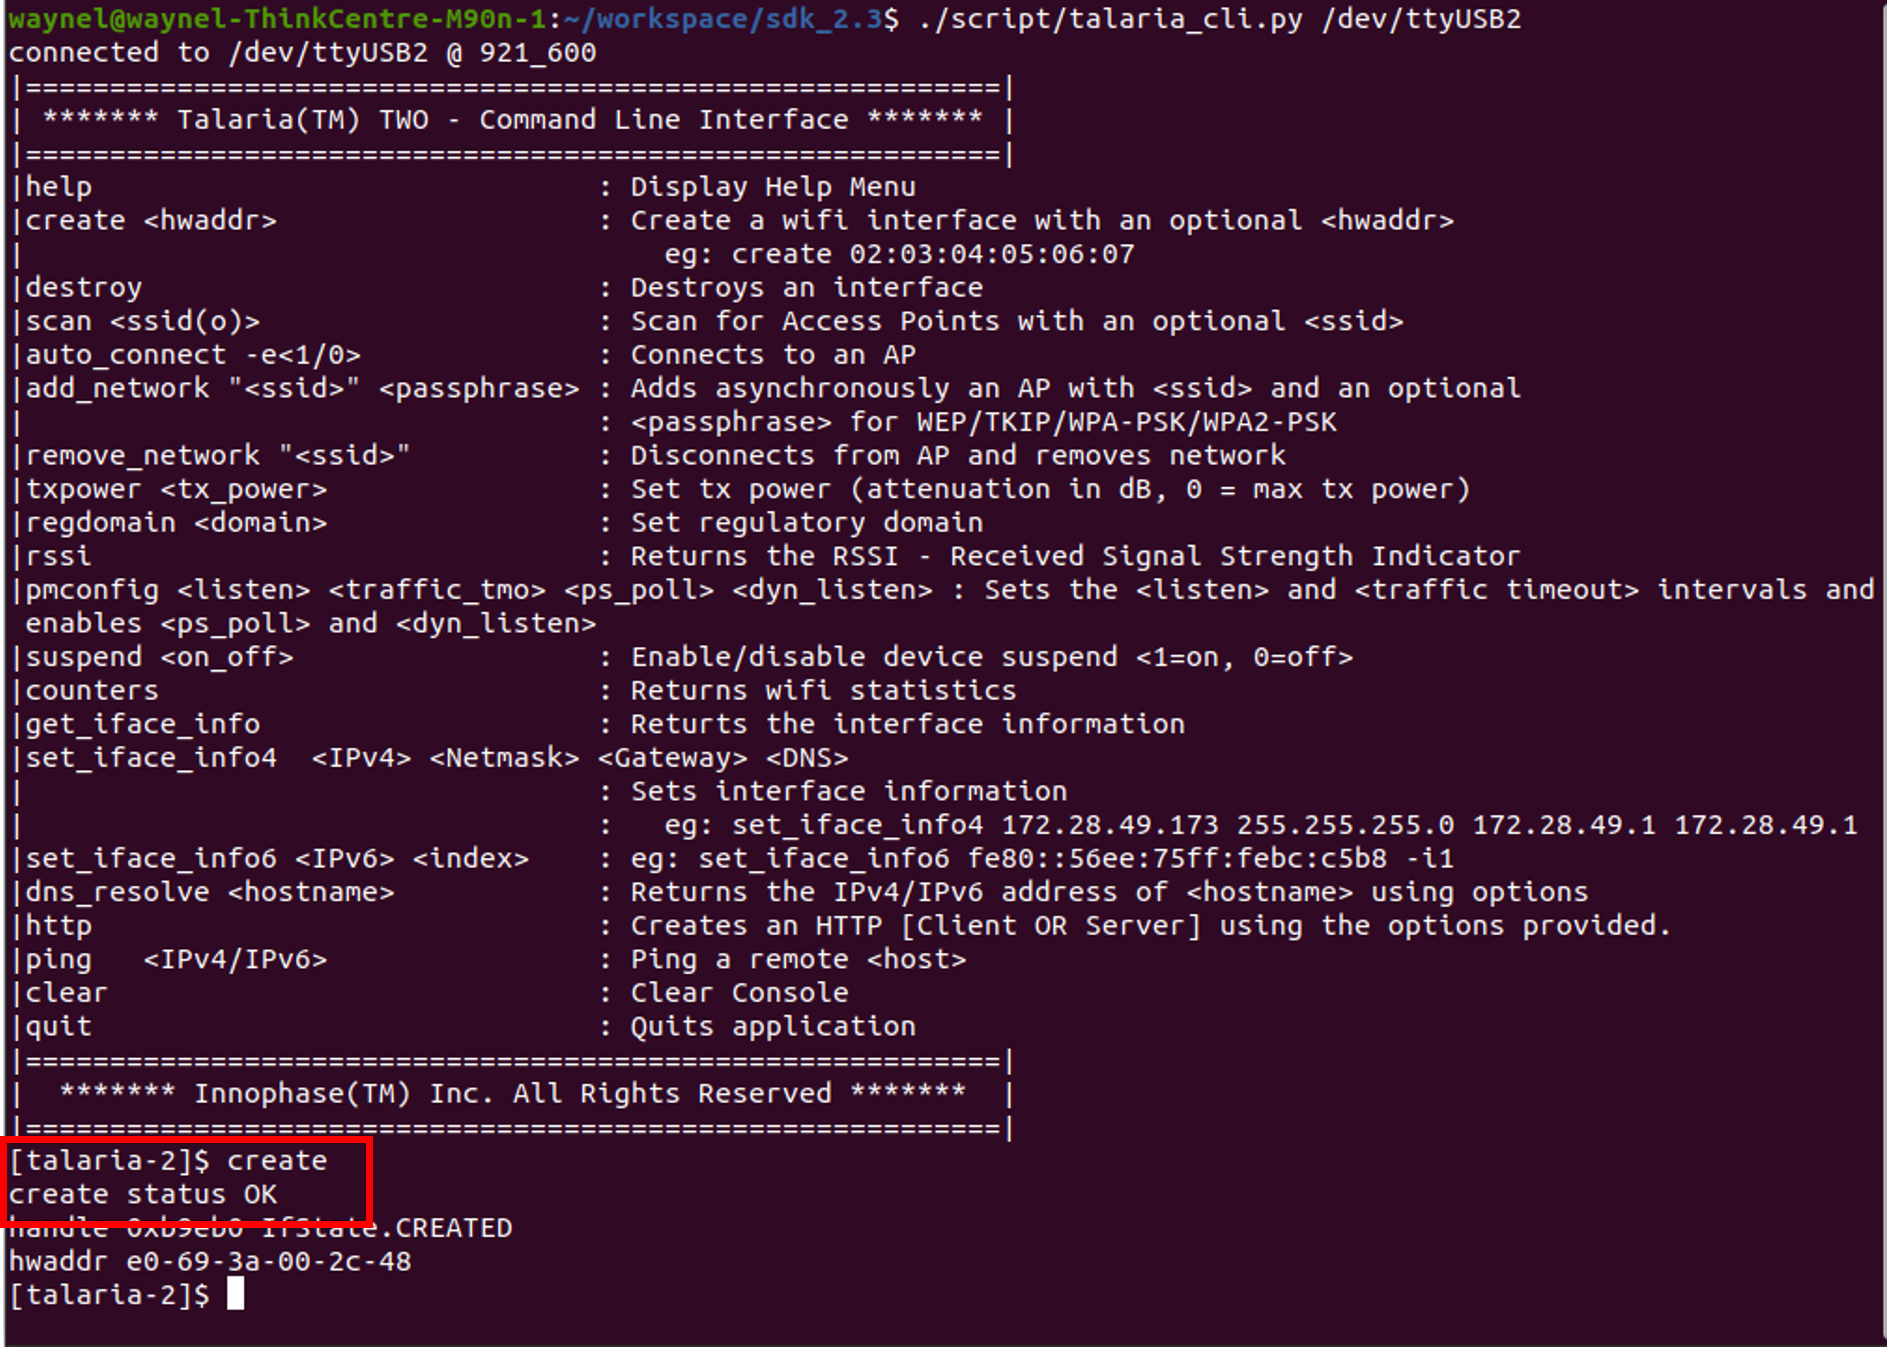 waynel@waynel-ThinkCentre-M90n-1:~/workspace/sdk_2.3$ ./script/talaria_cli.py /dev/ttyUSB2
connected to /dev/ttyUSB2 @ 921_600
|==========================================================|
| ******* Talaria(TM) TWO - Command Line Interface ******* |
|==========================================================|
|help                              : Display Help Menu
|create <hwaddr>                   : Create a wifi interface with an optional <hwaddr>
|                                      eg: create 02:03:04:05:06:07
|destroy                           : Destroys an interface
|scan <ssid(o)>                    : Scan for Access Points with an optional <ssid>
|auto_connect -e<1/0>              : Connects to an AP
|add_network "<ssid>" <passphrase> : Adds asynchronously an AP with <ssid> and an optional
|                                  : <passphrase> for WEP/TKIP/WPA-PSK/WPA2-PSK
|remove_network "<ssid>"           : Disconnects from AP and removes network
|txpower <tx_power>                : Set tx power (attenuation in dB, 0 = max tx power)
|regdomain <domain>                : Set regulatory domain
|rssi                              : Returns the RSSI - Received Signal Strength Indicator
|pmconfig <listen> <traffic_tmo> <ps_poll> <dyn_listen> : Sets the <listen> and <traffic timeout> intervals and
 enables <ps_poll> and <dyn_listen>
|suspend <on_off>                  : Enable/disable device suspend <1=on, 0=off>
|counters                          : Returns wifi statistics
|get_iface_info                    : Returts the interface information
|set_iface_info4  <IPv4> <Netmask> <Gateway> <DNS>
|                                  : Sets interface information
|                                  :   eg: set_iface_info4 172.28.49.173 255.255.255.0 172.28.49.1 172.28.49.1
|set_iface_info6 <IPv6> <index>    : eg: set_iface_info6 fe80::56ee:75ff:febc:c5b8 -i1
|dns_resolve <hostname>            : Returns the IPv4/IPv6 address of <hostname> using options
|http                              : Creates an HTTP [Client OR Server] using the options provided.
|ping   <IPv4/IPv6>                : Ping a remote <host>
|clear                             : Clear Console
|quit                              : Quits application
|==========================================================|
|  ******* Innophase(TM) Inc. All Rights Reserved *******  |
|==========================================================|
[talaria-2]$ create
create status OK
handle 0xb9eb0 IfState.CREATED
hwaddr e0-69-3a-00-2c-48
[talaria-2]$